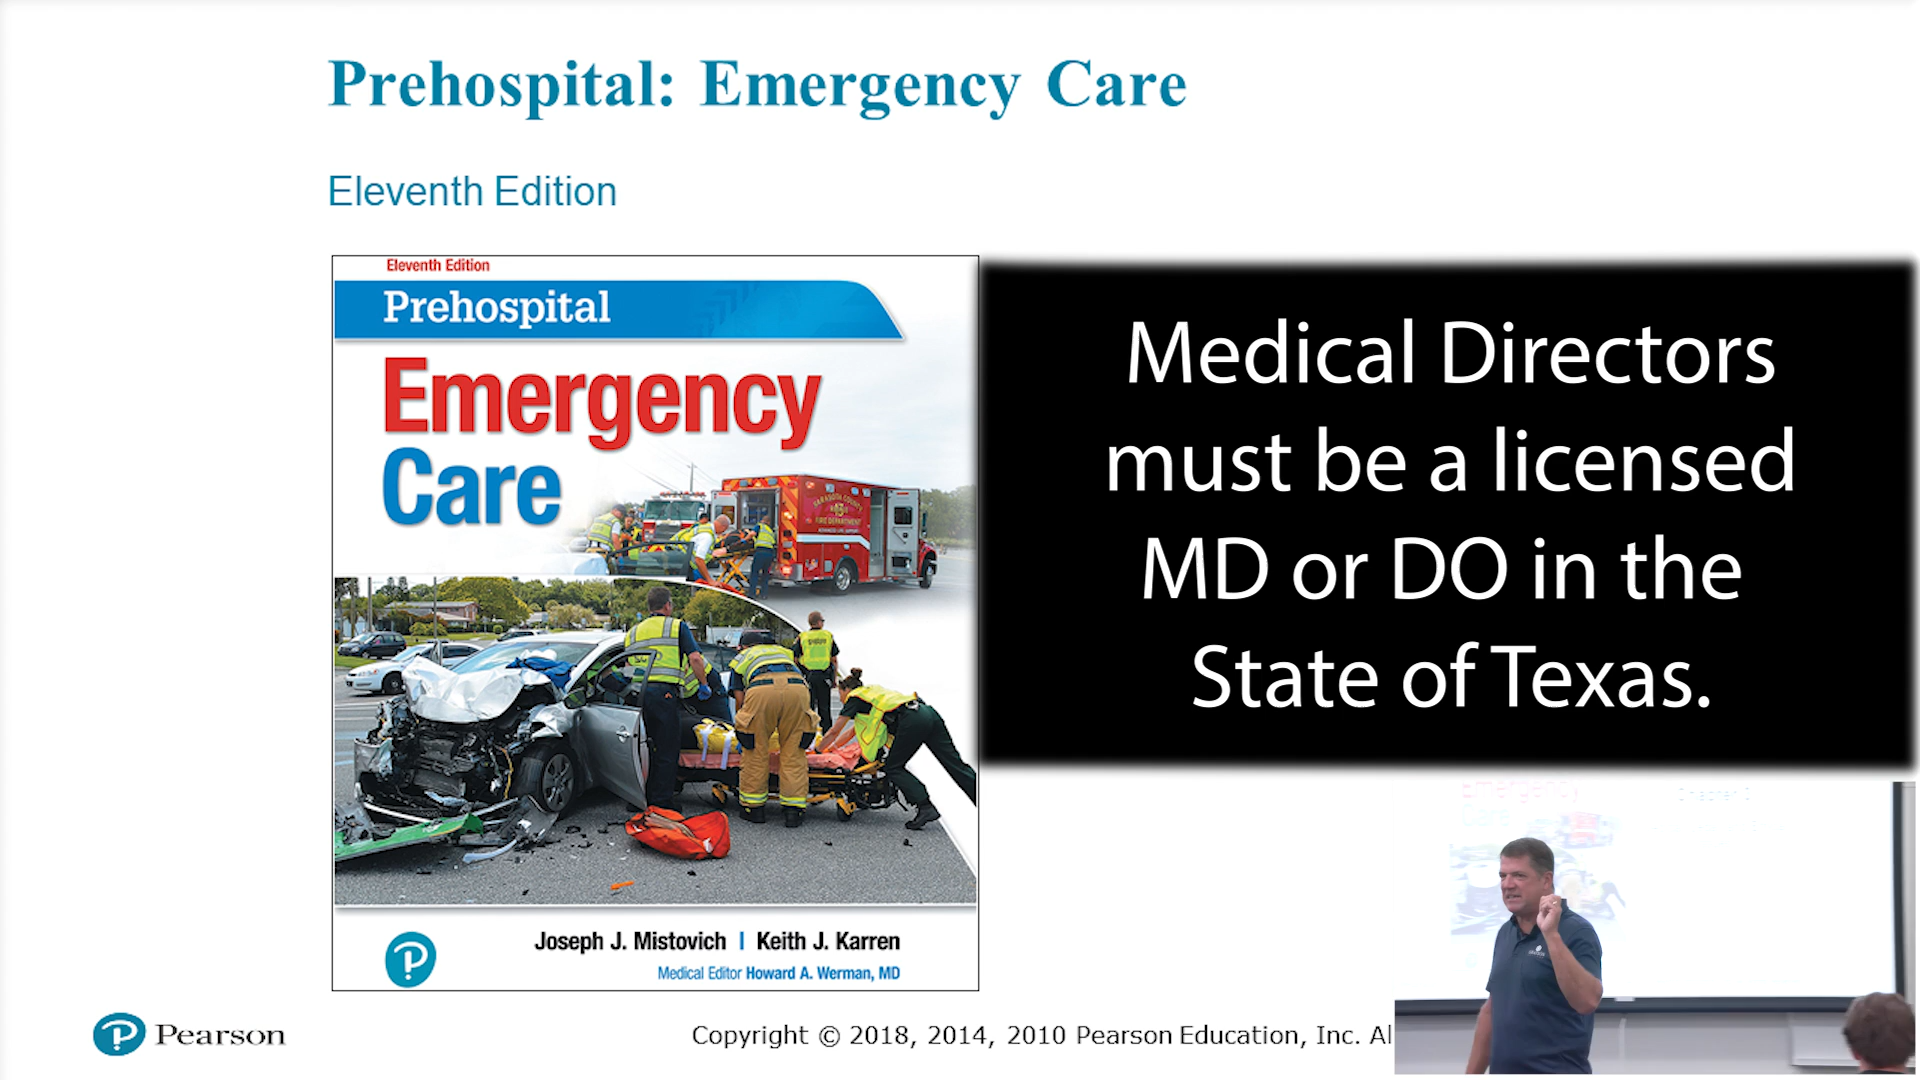 Prehospital: Emergency Care
Eleventh Edition
Eleventh Edition
Prehospital
Emergency
Care
Joseph J. Mistovich | Keith J. Karren
Medical Editor Howard A. Werman, MD
Medical Directors
must be a licensed
MD or DO in the
State of Texas.
Emergency
Pearson
Copyright © 2018, 2014, 2010 Pearson Education, Inc. Al